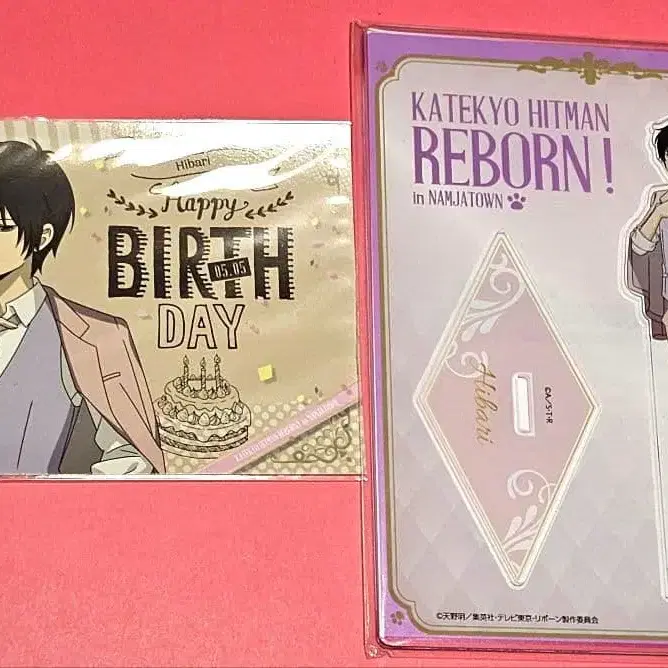 Hibari
Happy
BIRTH
05.05
DAY
KATEKYO HITMAN
REBORN!
in NAMJATOWN
Hibari
©A/S・T・R
©天野明/集英社・テレビ東京・リボーン製作委員会